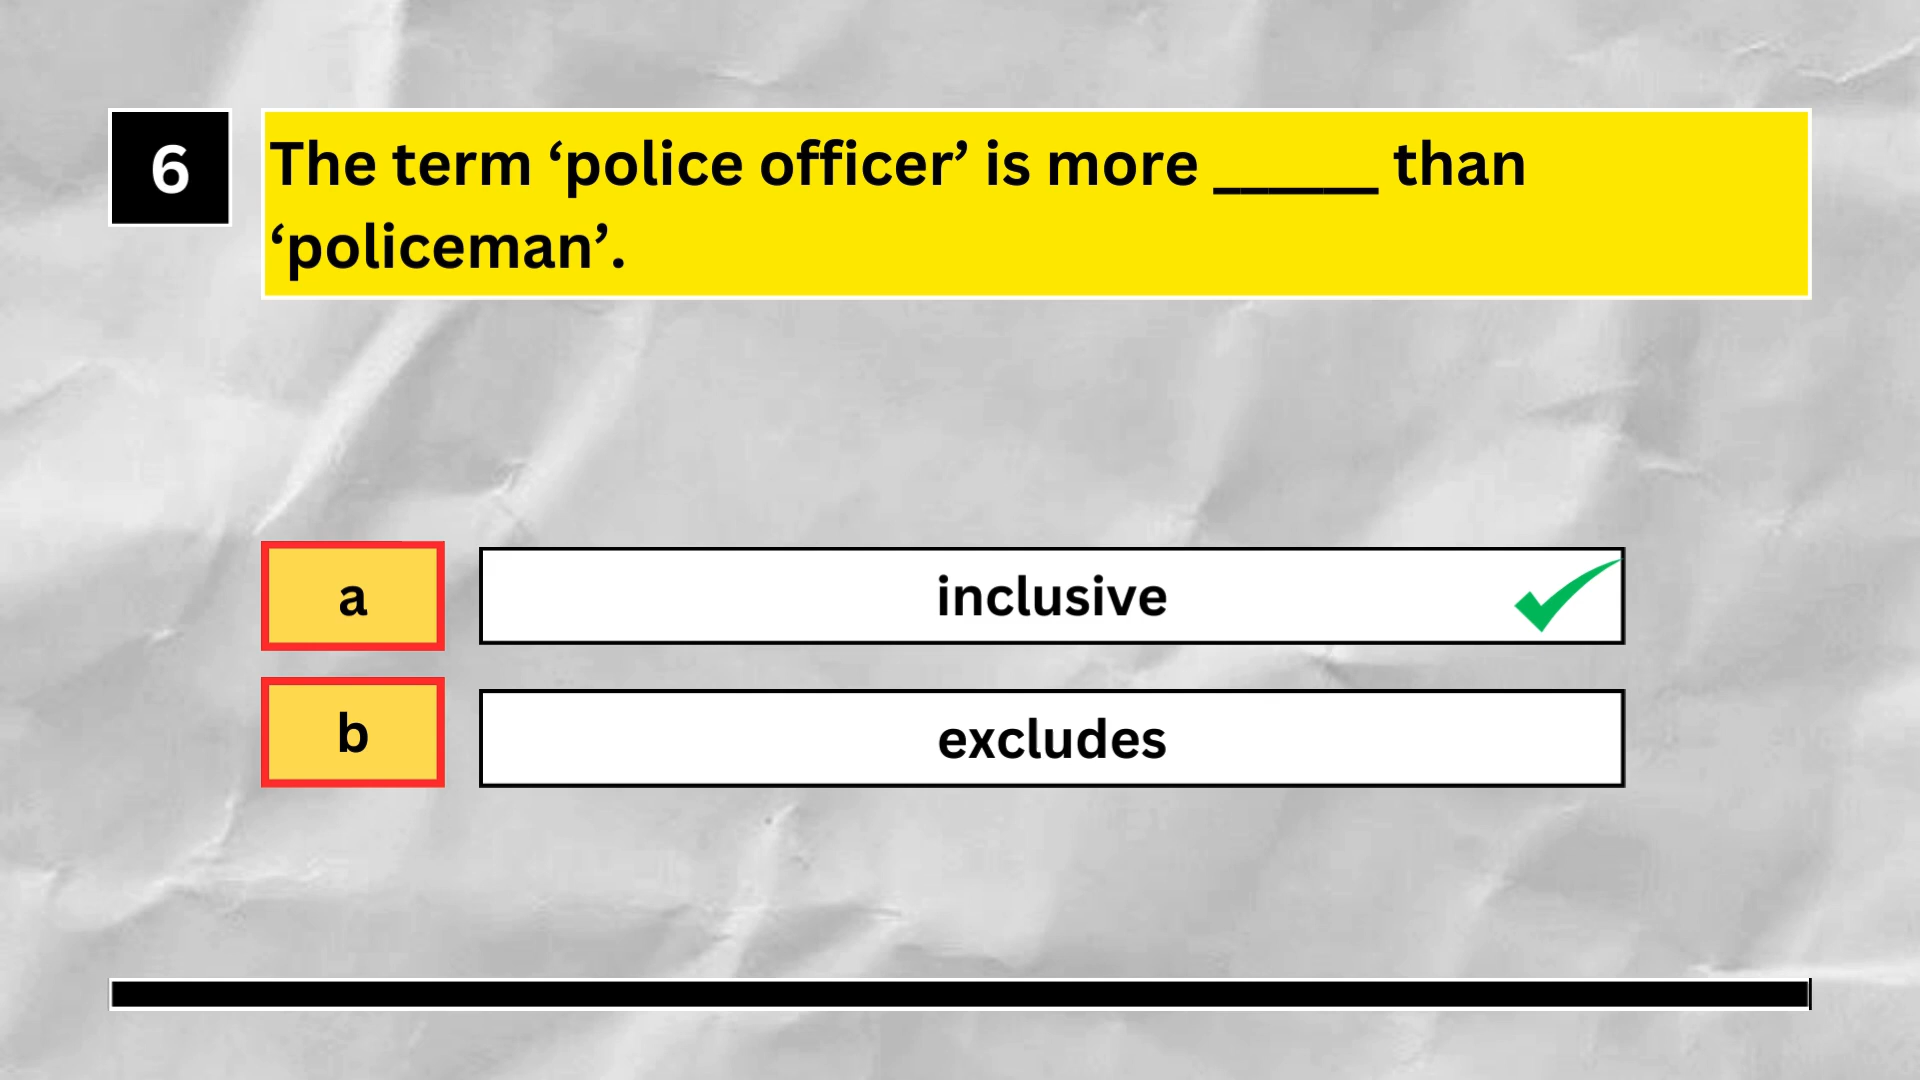 6
The term ‘police officer’ is more ______ than
‘policeman’.
a
inclusive
b
excludes